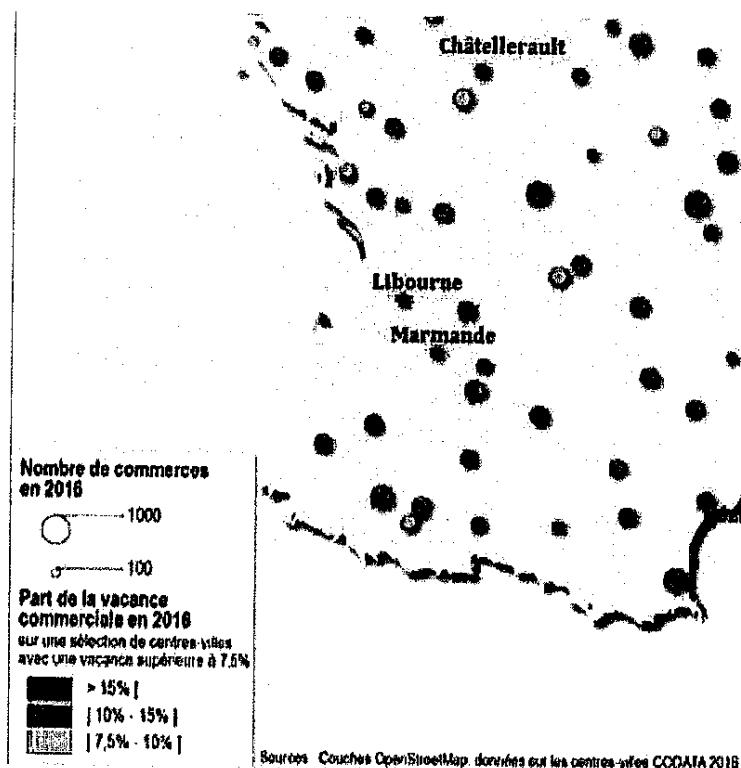 Châtellerault
Libourne
Marmande
Nombre de commerces
en 2016
1000
100
Part de la vacance
commerciale en 2016
sur une sélection de centres-villes
avec une vacance supérieure à 7,5%
> 15% [
[ 10% - 15% ]
[ 7,5% - 10% ]
Sources Couches OpenStreetMap, données sur les centres-villes CODATA 2016